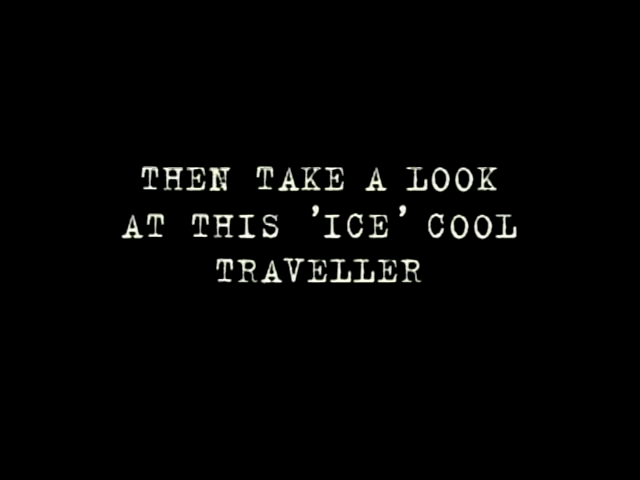 THEN TAKE A LOOK
AT THIS 'ICE' COOL
TRAVELLER